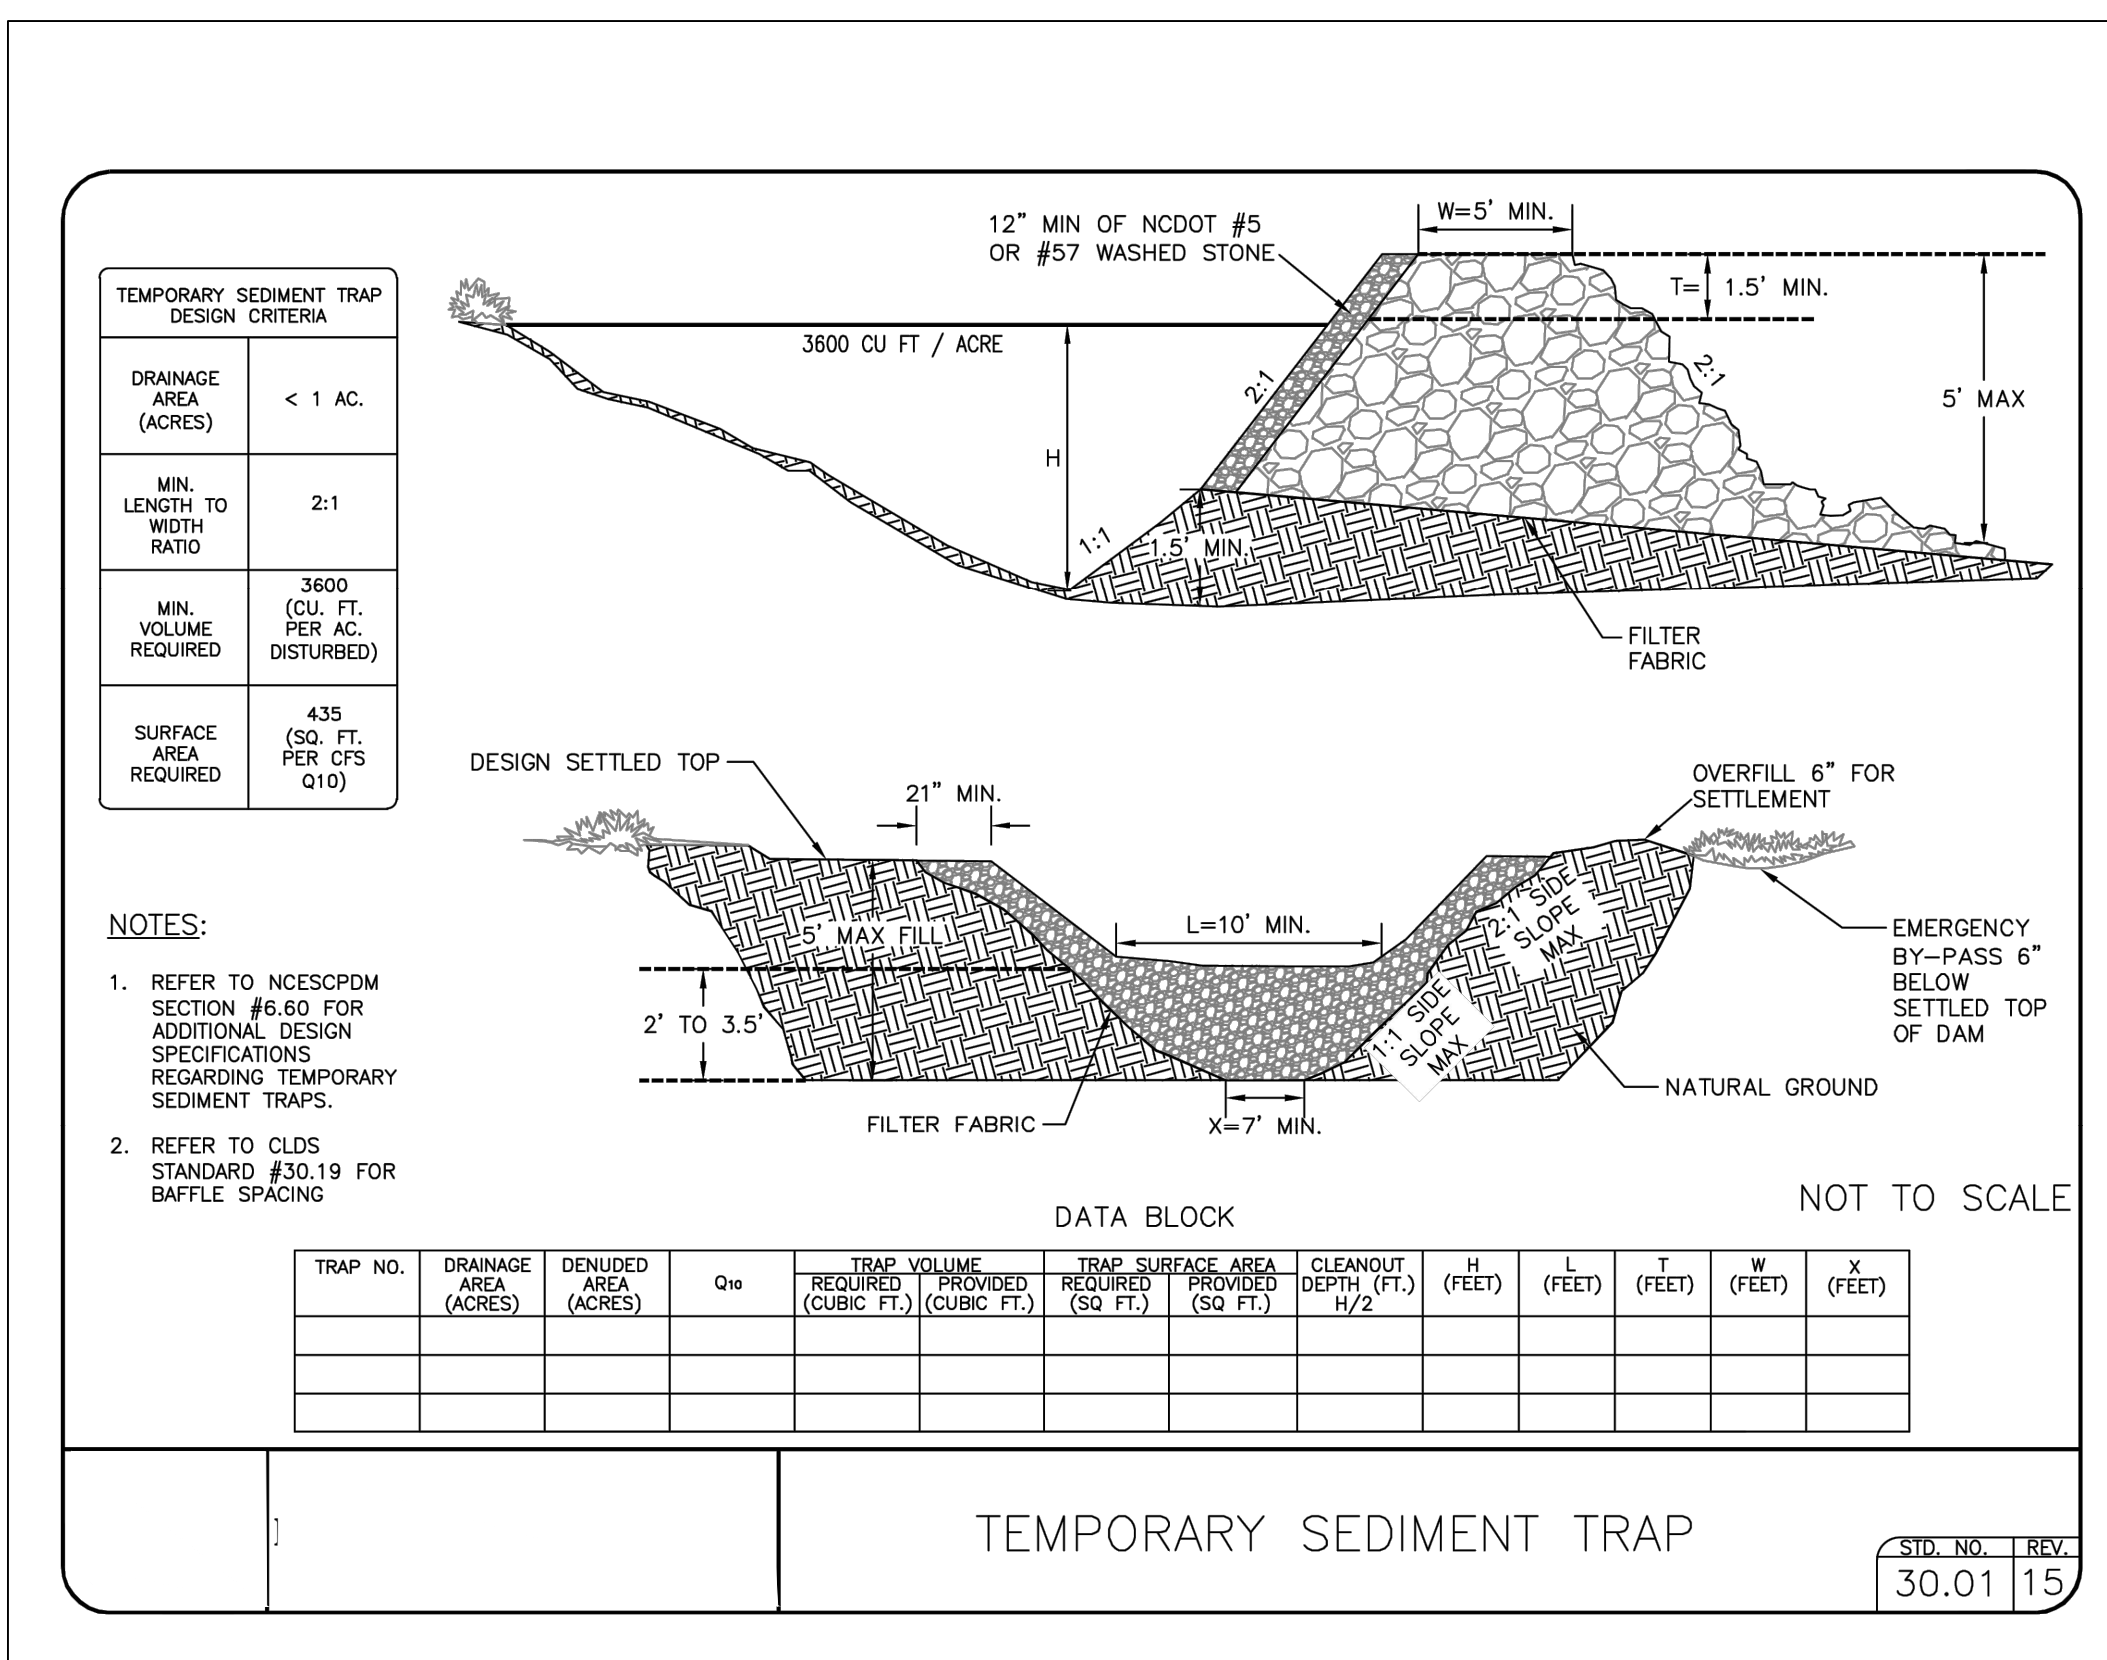 12” MIN OF NCDOT #5
OR #57 WASHED STONE
W=5’ MIN.
T= 1.5’ MIN.
5’ MAX
2:1
2:1
3600 CU FT / ACRE
H
1:1
1.5’ MIN.
FILTER
FABRIC
TEMPORARY SEDIMENT TRAP
DESIGN CRITERIA
DRAINAGE
AREA
(ACRES)
< 1 AC.
MIN.
LENGTH TO
WIDTH
RATIO
2:1
MIN.
VOLUME
REQUIRED
3600
(CU. FT.
PER AC.
DISTURBED)
SURFACE
AREA
REQUIRED
435
(SQ. FT.
PER CFS
Q10)
DESIGN SETTLED TOP
21” MIN.
OVERFILL 6” FOR
SETTLEMENT
5’ MAX FILL
L=10’ MIN.
2:1 SIDE
SLOPE
MAX
2’ TO 3.5’
1:1 SIDE
SLOPE
MAX
EMERGENCY
BY-PASS 6”
BELOW
SETTLED TOP
OF DAM
NATURAL GROUND
FILTER FABRIC
X=7’ MIN.
NOTES:
1. REFER TO NCESCPDM
SECTION #6.60 FOR
ADDITIONAL DESIGN
SPECIFICATIONS
REGARDING TEMPORARY
SEDIMENT TRAPS.
2. REFER TO CLDS
STANDARD #30.19 FOR
BAFFLE SPACING
NOT TO SCALE
DATA BLOCK
TRAP NO.
DRAINAGE
AREA
(ACRES)
DENUDED
AREA
(ACRES)
Q10
TRAP VOLUME
REQUIRED
(CUBIC FT.)
PROVIDED
(CUBIC FT.)
TRAP SURFACE AREA
REQUIRED
(SQ FT.)
PROVIDED
(SQ FT.)
CLEANOUT
DEPTH (FT.)
H/2
H
(FEET)
L
(FEET)
T
(FEET)
W
(FEET)
X
(FEET)
TEMPORARY SEDIMENT TRAP
STD. NO.
REV.
30.01
15